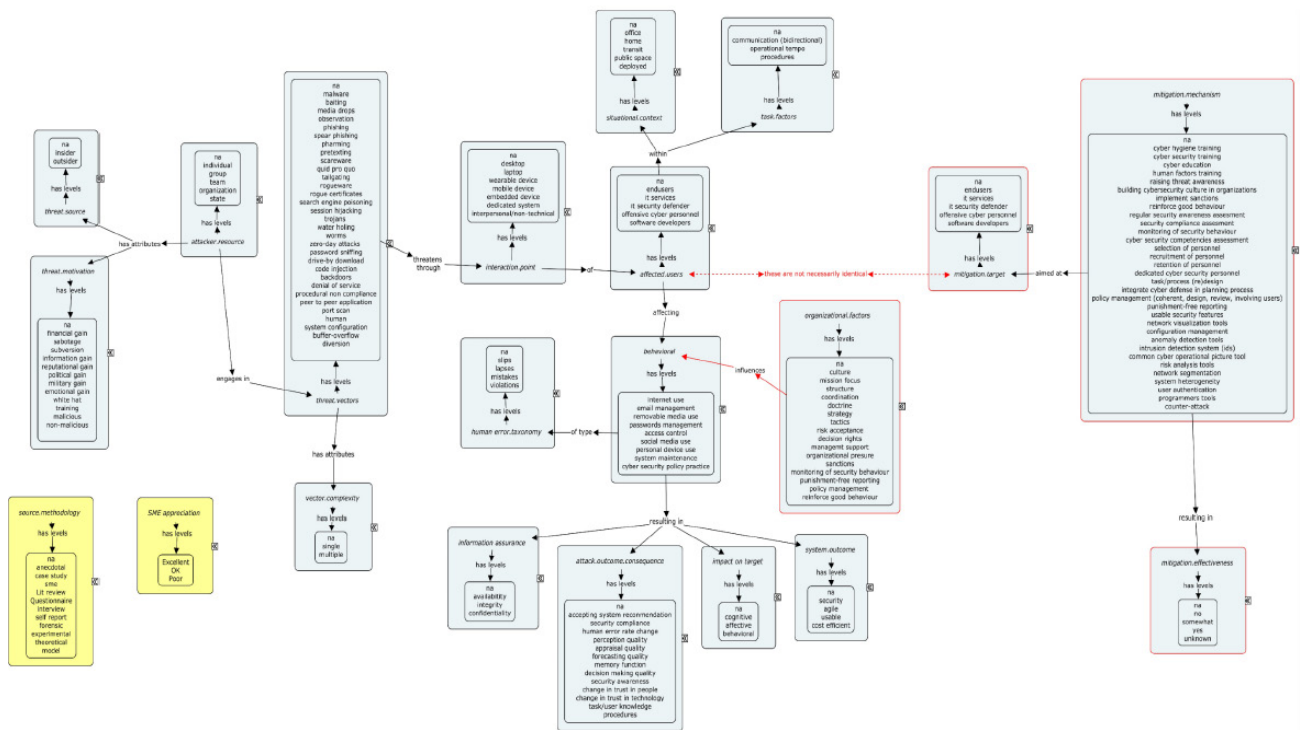 na
insider
outsider
has levels
threat.source
has attributes
threat.motivation
has levels
na
financial gain
sabotage
subversion
information gain
reputational gain
political gain
military gain
emotional gain
white hat
training
malicious
non-malicious
na
individual
group
team
organization
state
has levels
attacker.resource
engages in
na
malware
baiting
media drops
observation
phishing
spear phishing
pharming
pretexting
scareware
quid pro quo
tailgating
rogueware
rogue certificates
search engine poisoning
session hijacking
trojans
water holing
worms
zero-day attacks
password sniffing
drive-by download
code injection
backdoors
denial of service
procedural non compliance
peer to peer application
port scan
human
system configuration
buffer-overflow
diversion
has levels
threat.vectors
has attributes
vector.complexity
has levels
na
single
multiple
threatens
through
na
desktop
laptop
wearable device
mobile device
embedded device
dedicated system
interpersonal/non-technical
has levels
interaction.point
of
na
office
home
transit
public space
deployed
has levels
situational.context
na
communication (bidirectional)
operational tempo
procedures
has levels
task.factors
within
na
endusers
it services
it security defender
offensive cyber personnel
software developers
has levels
affected.users
these are not necessarily identical
na
endusers
it services
it security defender
offensive cyber personnel
software developers
has levels
mitigation.target
aimed at
mitigation.mechanism
has levels
na
cyber hygiene training
cyber security training
cyber education
human factors training
raising threat awareness
building cybersecurity culture in organizations
implement sanctions
reinforce good behaviour
regular security awareness assesment
security compliance assessment
monitoring of security behaviour
cyber security competencies assessment
selection of personnel
recruitment of personnel
retention of personnel
dedicated cyber security personnel
task/process (re)design
integrate cyber defense in planning process
policy management (coherent, design, review, involving users)
punishment-free reporting
usable security features
network visualization tools
configuration management
anomaly detection tools
intrusion detection system (ids)
common cyber operational picture tool
risk analysis tools
network segmentation
system heterogeneity
user authentication
programmers tools
counter-attack
resulting in
mitigation.effectiveness
has levels
na
no
somewhat
yes
unknown
affecting
behavioral
has levels
internet use
email management
removable media use
passwords management
access control
social media use
personal device use
system maintenance
cyber security policy practice
of type
na
slips
lapses
mistakes
violations
has levels
human error.taxonomy
influences
organizational.factors
has levels
na
culture
mission focus
structure
coordination
doctrine
strategy
tactics
risk acceptance
decision rights
managemt support
organizational presure
sanctions
monitoring of security behaviour
punishment-free reporting
policy management
reinforce good behaviour
resulting in
information assurance
has levels
na
availability
integrity
confidentiality
attack.outcome.consequence
has levels
na
accepting system recommendation
security compliance
human error rate change
perception quality
appraisal quality
forecasting quality
memory function
decision making quality
security awareness
change in trust in people
change in trust in technology
task/user knowledge
procedures
impact on target
has levels
na
cognitive
affective
behavioral
system.outcome
has levels
na
security
agile
usable
cost efficient
source.methodology
has levels
na
anecdotal
case study
sme
Lit review
Questionnaire
interview
self report
forensic
experimental
theoretical
model
SME appreciation
has levels
Excellent
OK
Poor